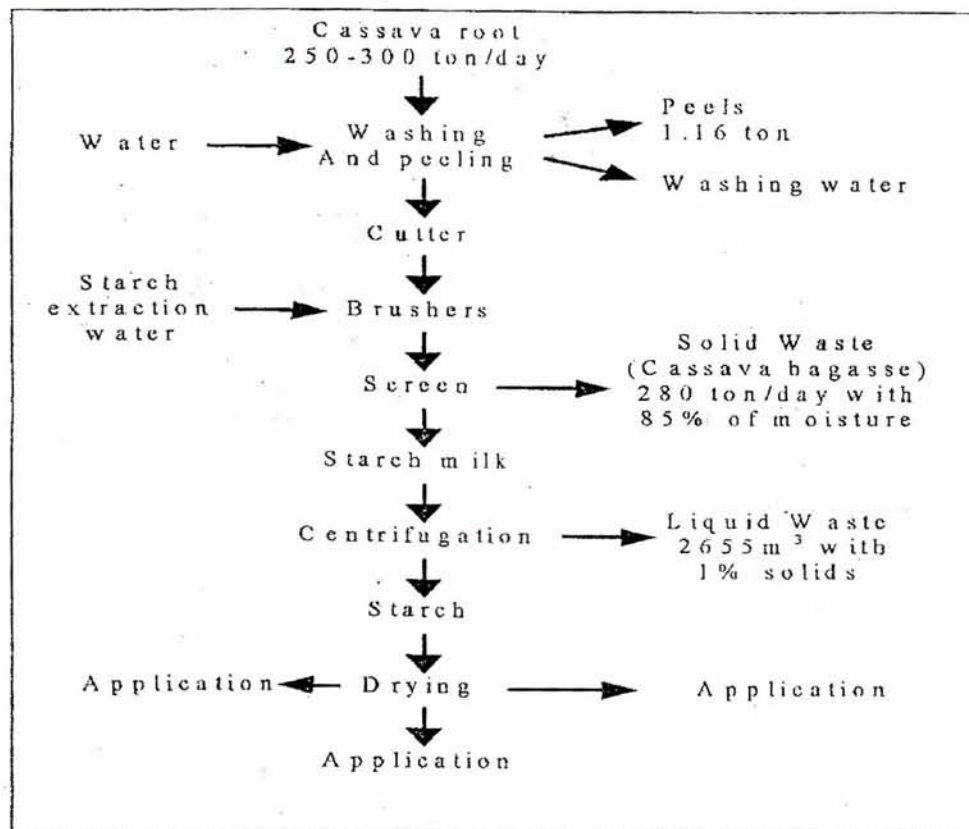 Cassava root
250-300 ton/day
Water
Washing
And peeling
Peels
1.16 ton
Washing water
Cutter
Starch
extraction
water
Brushers
Screen
Solid Waste
(Cassava bagasse)
280 ton/day with
85% of moisture
Starch milk
Centrifugation
Liquid Waste
2655m³ with
1% solids
Starch
Application
Drying
Application
Application